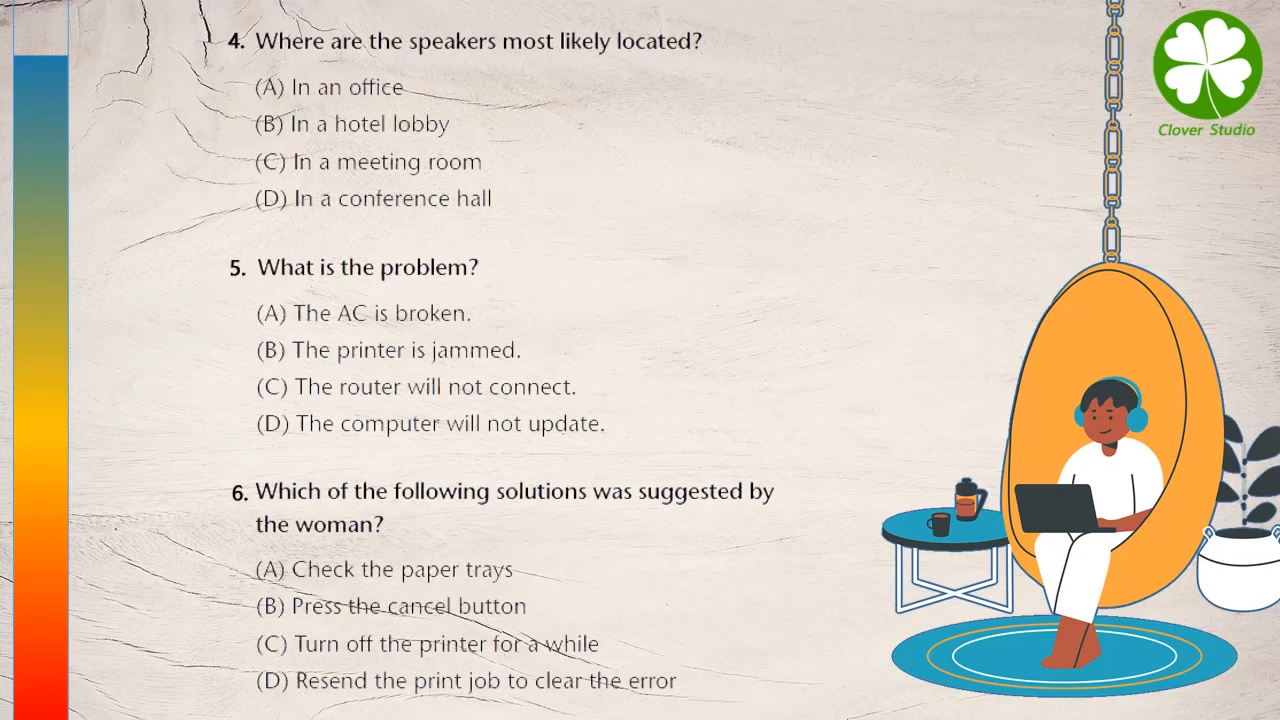 4. Where are the speakers most likely located?
(A) In an office
(B) In a hotel lobby
(C) In a meeting room
(D) In a conference hall
5. What is the problem?
(A) The AC is broken.
(B) The printer is jammed.
(C) The router will not connect.
(D) The computer will not update.
6. Which of the following solutions was suggested by
the woman?
(A) Check the paper trays
(B) Press the cancel button
(C) Turn off the printer for a while
(D) Resend the print job to clear the error
Clover Studio